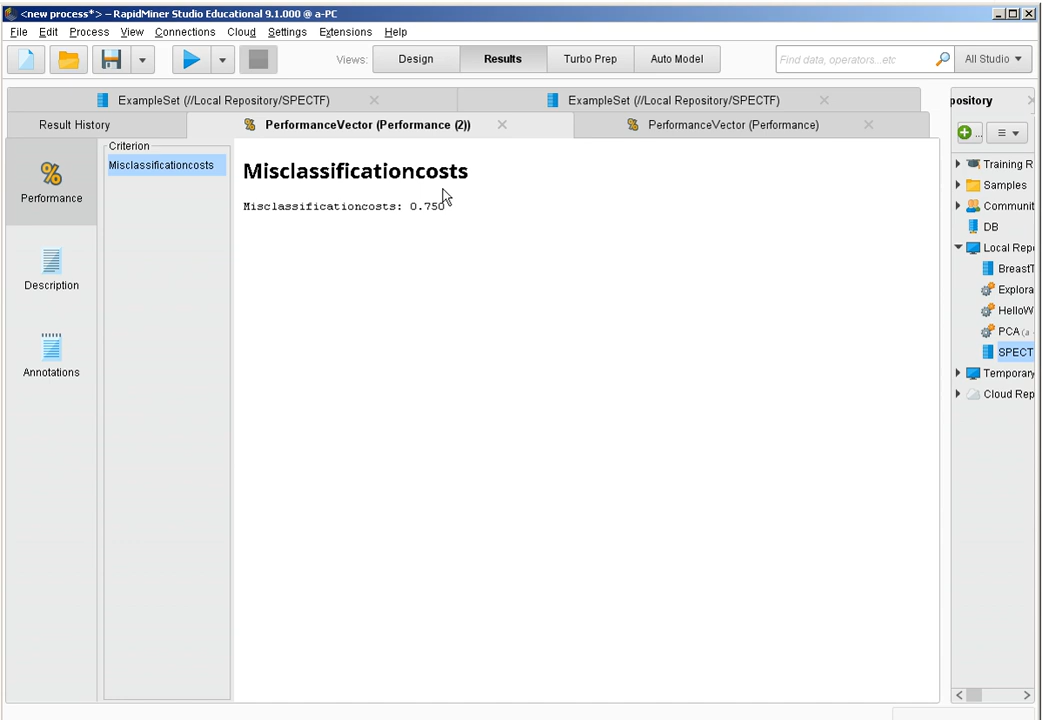 <new process*> – RapidMiner Studio Educational 9.1.000 @ a-PC
File Edit Process View Connections Cloud Settings Extensions Help
Views: Design Results Turbo Prep Auto Model Find data, operators...etc All Studio
ExampleSet (//Local Repository/SPECTF) ExampleSet (//Local Repository/SPECTF)
Result History PerformanceVector (Performance (2)) PerformanceVector (Performance)
Performance
Description
Annotations
Criterion
Misclassificationcosts
Misclassificationcosts
Misclassificationcosts: 0.750
pository
Training R
Samples
Communit
DB
Local Rep
BreastT
Explora
HelloW
PCA (a
SPECT
Temporary
Cloud Rep